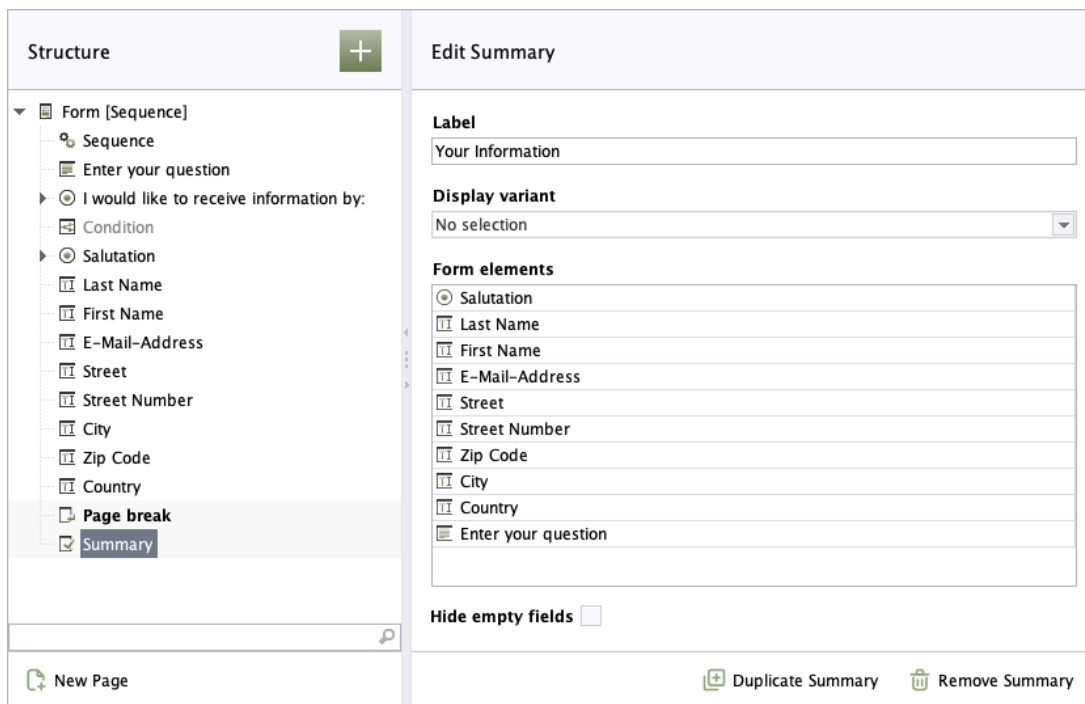 Structure
Form [Sequence]
Sequence
Enter your question
I would like to receive information by:
Condition
Salutation
Last Name
First Name
E-Mail-Address
Street
Street Number
City
Zip Code
Country
Page break
Summary
New Page
Edit Summary
Label
Your Information
Display variant
No selection
Form elements
Salutation
Last Name
First Name
E-Mail-Address
Street
Street Number
Zip Code
City
Country
Enter your question
Hide empty fields
Duplicate Summary
Remove Summary